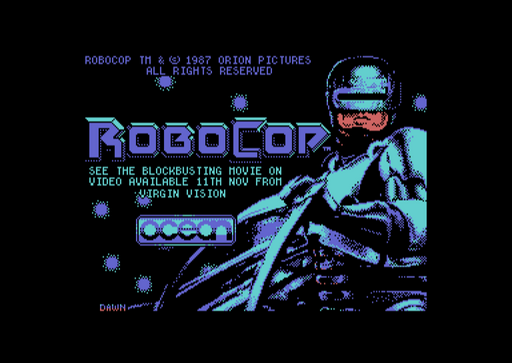 ROBOCOP TM & © 1987 ORION PICTURES
ALL RIGHTS RESERVED
ROBOCOP™
SEE THE BLOCKBUSTING MOVIE ON
VIDEO AVAILABLE 11TH NOV FROM
VIRGIN VISION
ocean
DAWN